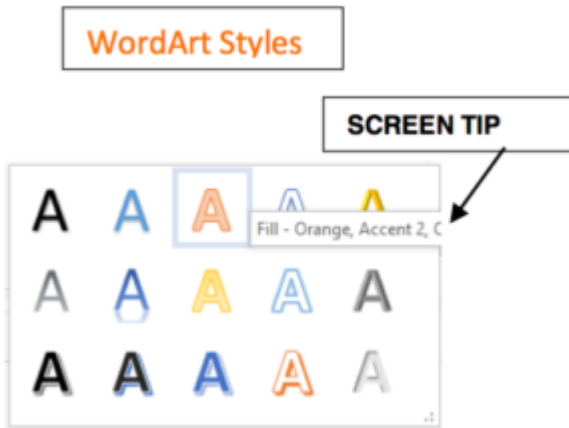 WordArt Styles
SCREEN TIP
A A A A A
Fill - Orange, Accent 2,
A A A A A
A A A A A